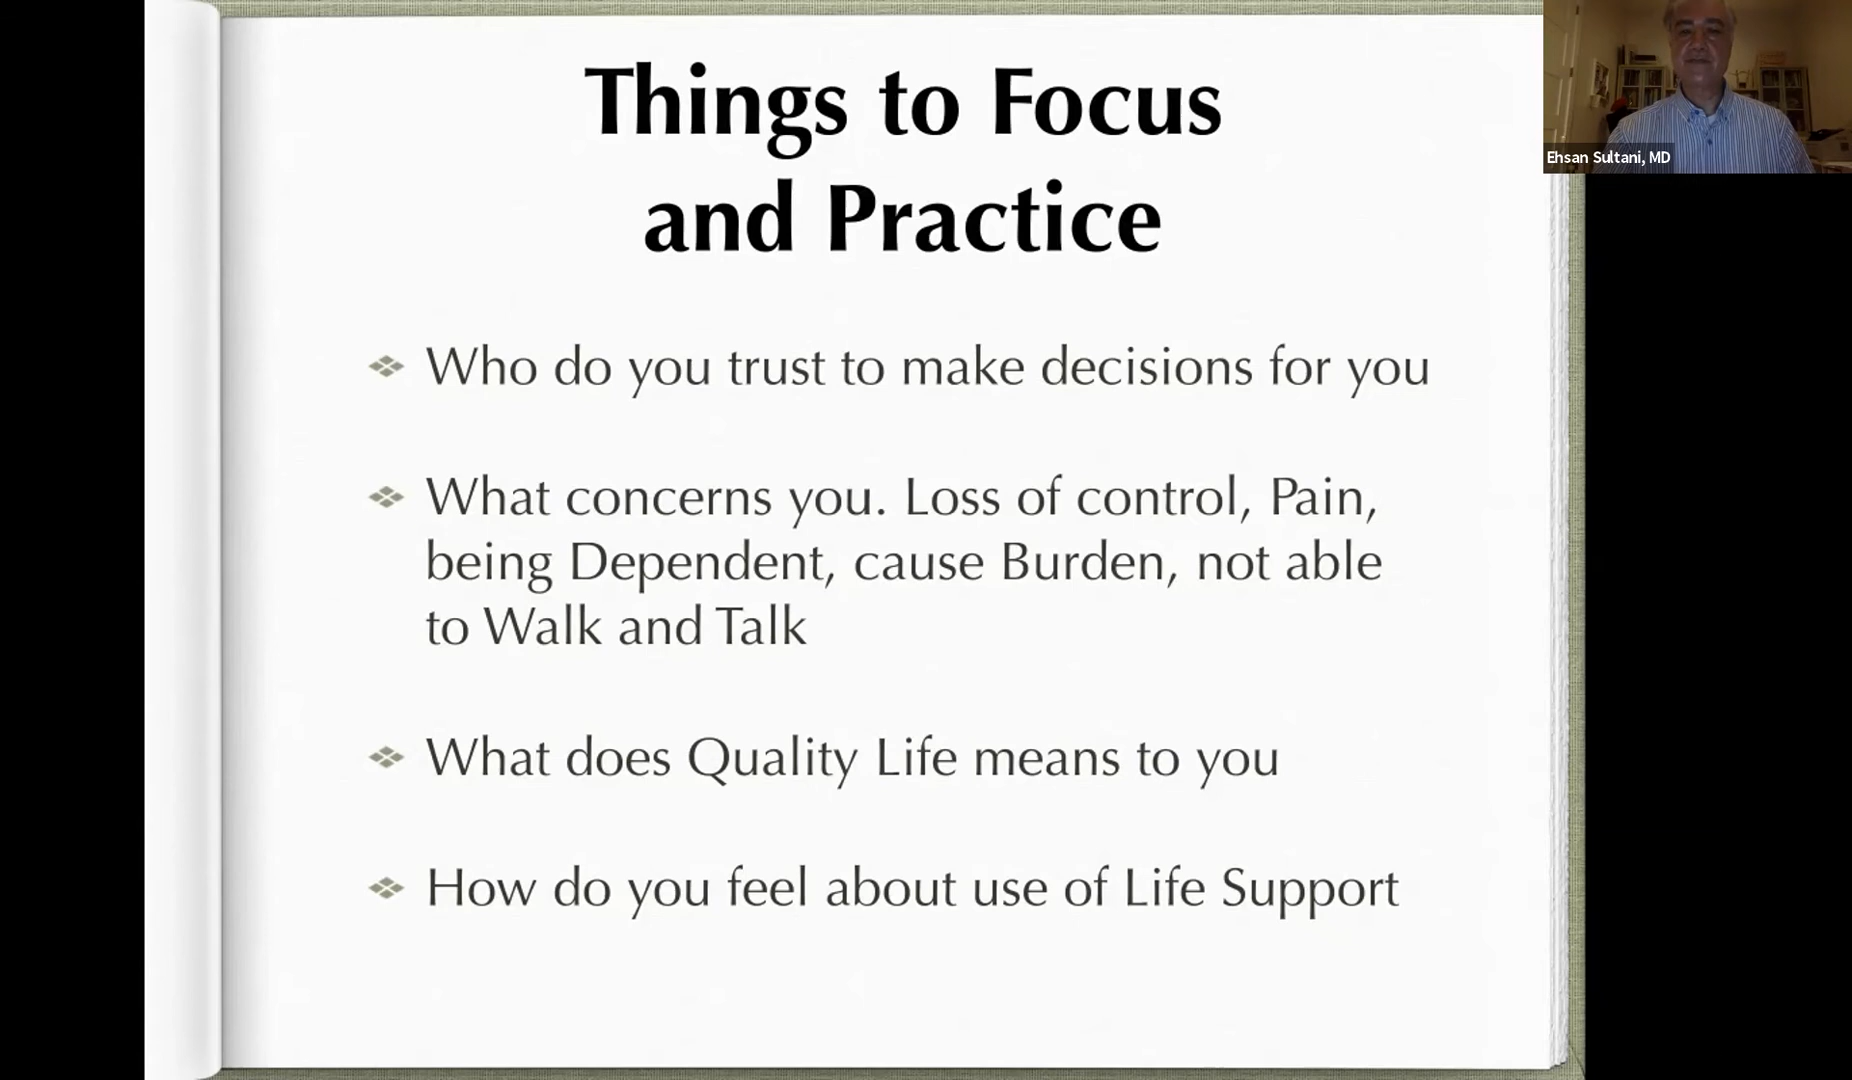 Things to Focus
and Practice
Who do you trust to make decisions for you
What concerns you. Loss of control, Pain,
being Dependent, cause Burden, not able
to Walk and Talk
What does Quality Life means to you
How do you feel about use of Life Support
Ehsan Sultani, MD